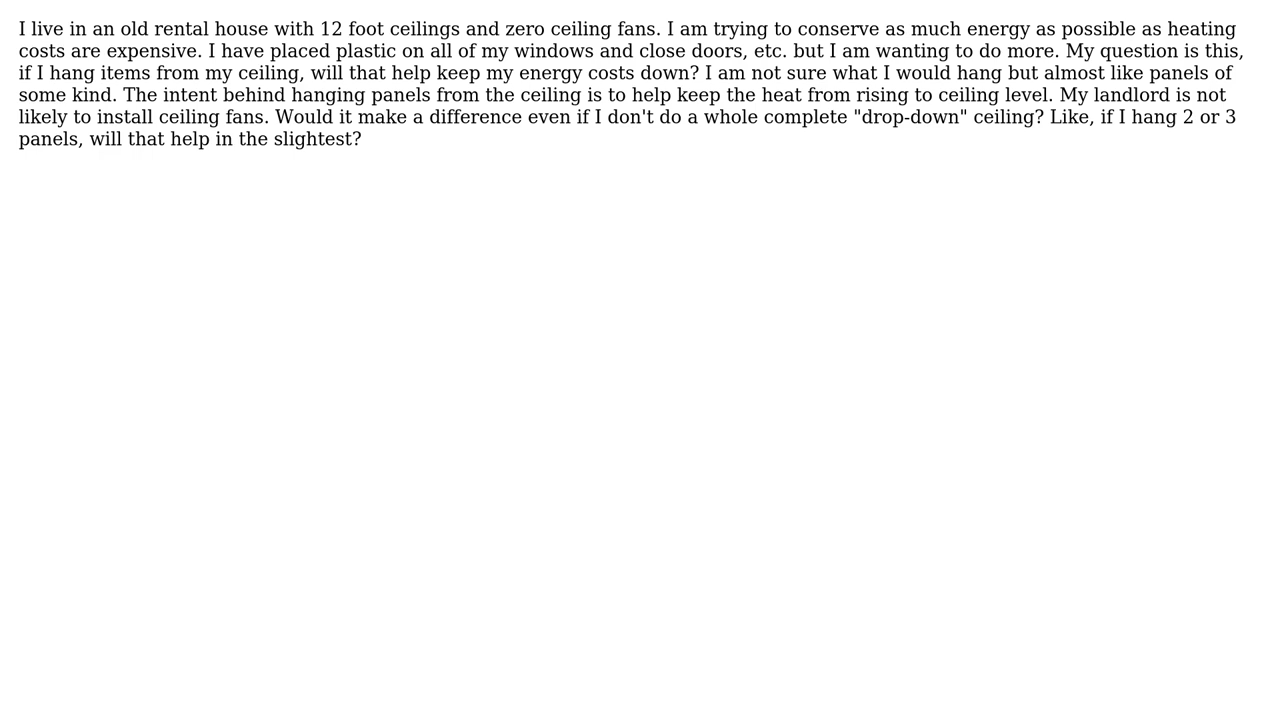 I live in an old rental house with 12 foot ceilings and zero ceiling fans. I am trying to conserve as much energy as possible as heating
costs are expensive. I have placed plastic on all of my windows and close doors, etc. but I am wanting to do more. My question is this,
if I hang items from my ceiling, will that help keep my energy costs down? I am not sure what I would hang but almost like panels of
some kind. The intent behind hanging panels from the ceiling is to help keep the heat from rising to ceiling level. My landlord is not
likely to install ceiling fans. Would it make a difference even if I don't do a whole complete "drop-down" ceiling? Like, if I hang 2 or 3
panels, will that help in the slightest?